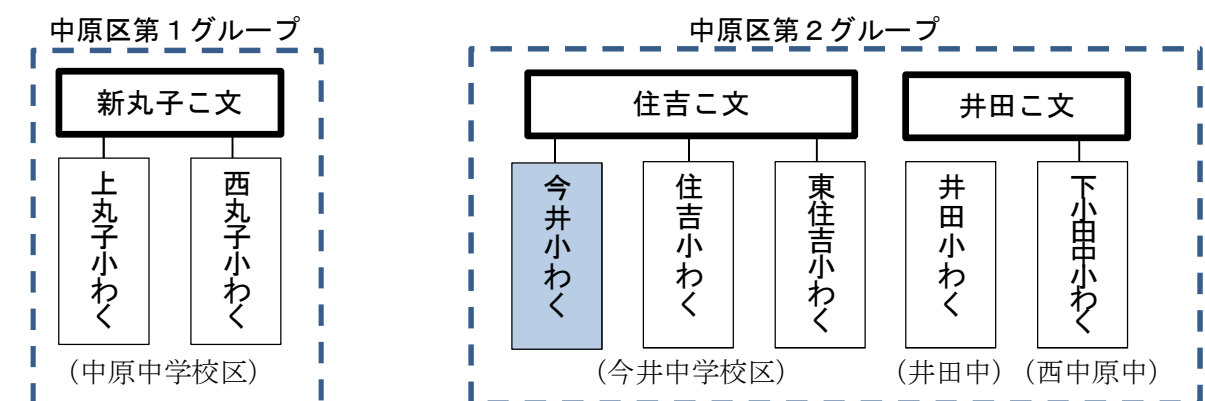 中原区第１グループ
新丸子こ文
上丸子小わく
西丸子小わく
（中原中学校区）
中原区第２グループ
住吉こ文
井田こ文
今井小わく
住吉小わく
東住吉小わく
井田小わく
下小田中小わく
（今井中学校区）
（井田中）
（西中原中）